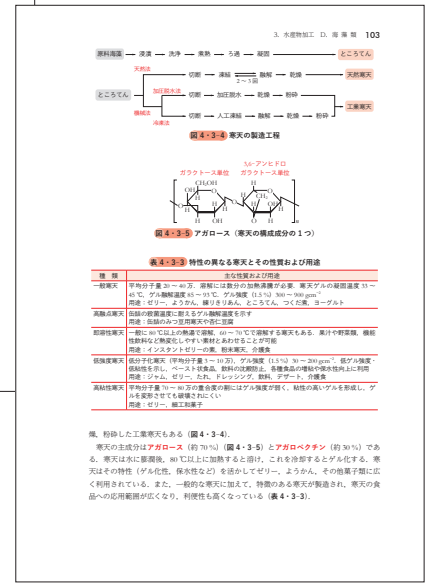 3. 水産物加工 D. 海藻類 103
原料海藻 → 浸漬 → 洗浄 → 煮熟 → ろ過 → 凝固 → ところてん
天然法
切断 → 凍結 融解 → 乾燥 → 天然寒天
2〜3回
ところてん
加圧脱水法
切断 → 加圧脱水 → 乾燥 → 粉砕
工業寒天
機械法
切断 → 人工凍結 → 融解 → 乾燥 → 粉砕
冷凍法
図4・3-4 寒天の製造工程
3,6-アンヒドロ
ガラクトース単位 ガラクトース単位
図4・3-5 アガロース(寒天の構成成分の1つ)
表4・3-3 特性の異なる寒天とその性質および用途
種類 主な性質および用途
一般寒天 平均分子量20〜40万.溶解には数分の加熱沸騰が必要.寒天ゲルの凝固温度33〜
45℃,ゲル融解温度85〜93℃,ゲル強度(1.5%)300〜900 gcm⁻²
用途:ゼリー,ようかん,練りきりあん,ところてん,つくだ煮,ヨーグルト
高融点寒天 缶詰の殺菌温度に耐えるゲル融解温度を示す
用途:缶詰のみつ豆用寒天や杏仁豆腐
即溶性寒天 一般に80℃以上の熱湯で溶解,60〜70℃で溶解する寒天もある.果汁や野菜類,機能
性飲料など熱変化しやすい素材とあわせることが可能
用途:インスタントゼリーの素,粉末寒天,介護食
低強度寒天 低分子化寒天(平均分子量3〜10万),ゲル強度(1.5%)30〜200 gcm⁻².低ゲル強度・
低粘性を示し,ペースト状食品,飲料の沈殿防止,各種食品の増粘や保水性向上に利用
用途:ジャム,ゼリー,たれ,ドレッシング,飲料,デザート,介護食
高粘性寒天 平均分子量70〜80万の重合度の割にはゲル強度が弱く,粘性の高いゲルを形成し,ゲ
ルを変形させても破壊されにくい
用途:ゼリー,細工和菓子
燥,粉砕した工業寒天もある(図4・3-4).
寒天の主成分はアガロース(約70%)(図4・3-5)とアガロペクチン(約30%)であ
る.寒天は水に膨潤後,80℃以上に加熱すると溶け,これを冷却するとゲル化する.寒
天はその特性(ゲル化性,保水性など)を活かしてゼリー,ようかん,その他菓子類に広
く利用されている.また,一般的な寒天に加えて,特徴のある寒天が製造され,寒天の食
品への応用範囲が広くなり,利便性も高くなっている(表4・3-3).